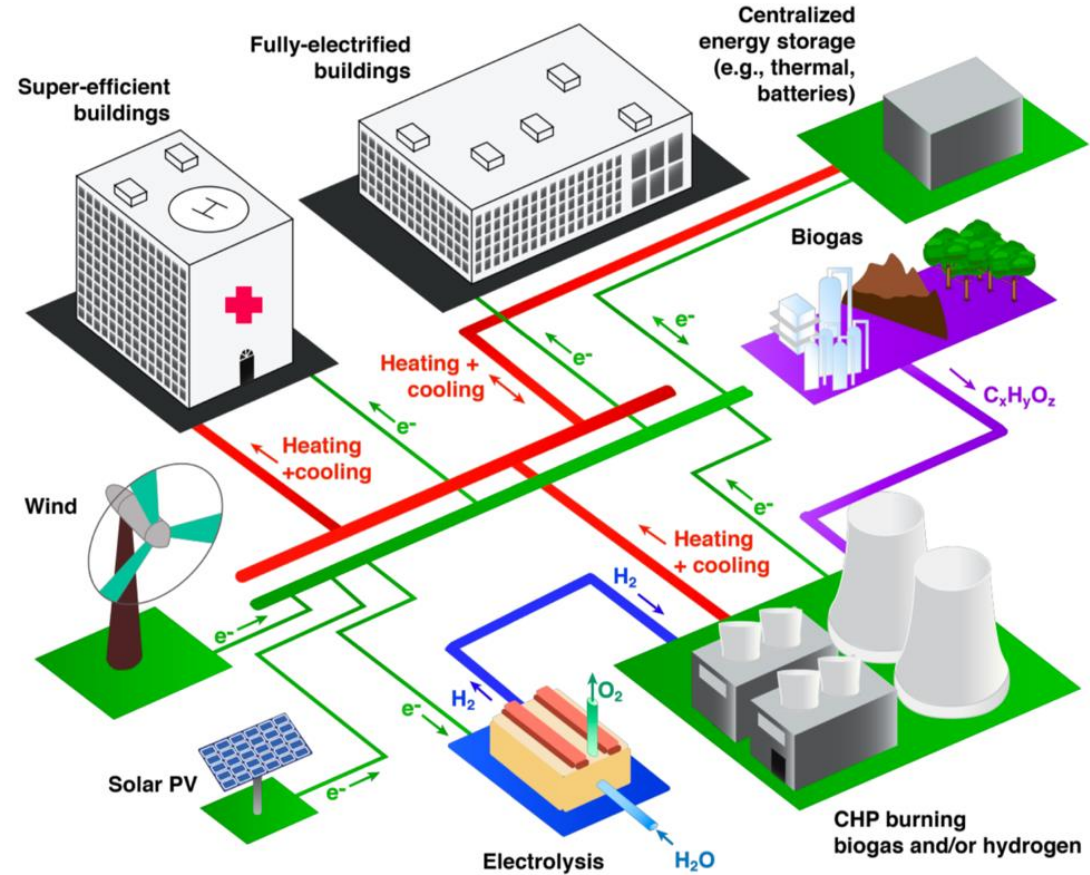 Centralized
energy storage
(e.g., thermal,
batteries)
Fully-electrified
buildings
Super-efficient
buildings
H
Biogas
e-
e-
Heating +
cooling
CxHyOz
e-
Heating
+cooling
Wind
e-
Heating
+ cooling
H2
e-
H2
O2
e-
Solar PV
e-
CHP burning
biogas and/or hydrogen
Electrolysis
H2O